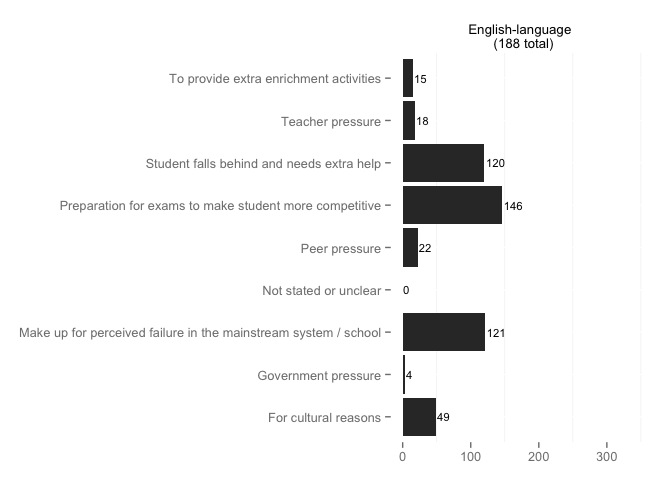 English-language
(188 total)
To provide extra enrichment activities
15
Teacher pressure
18
Student falls behind and needs extra help
120
Preparation for exams to make student more competitive
146
Peer pressure
22
Not stated or unclear
0
Make up for perceived failure in the mainstream system / school
121
Government pressure
4
For cultural reasons
49
0 100 200 300